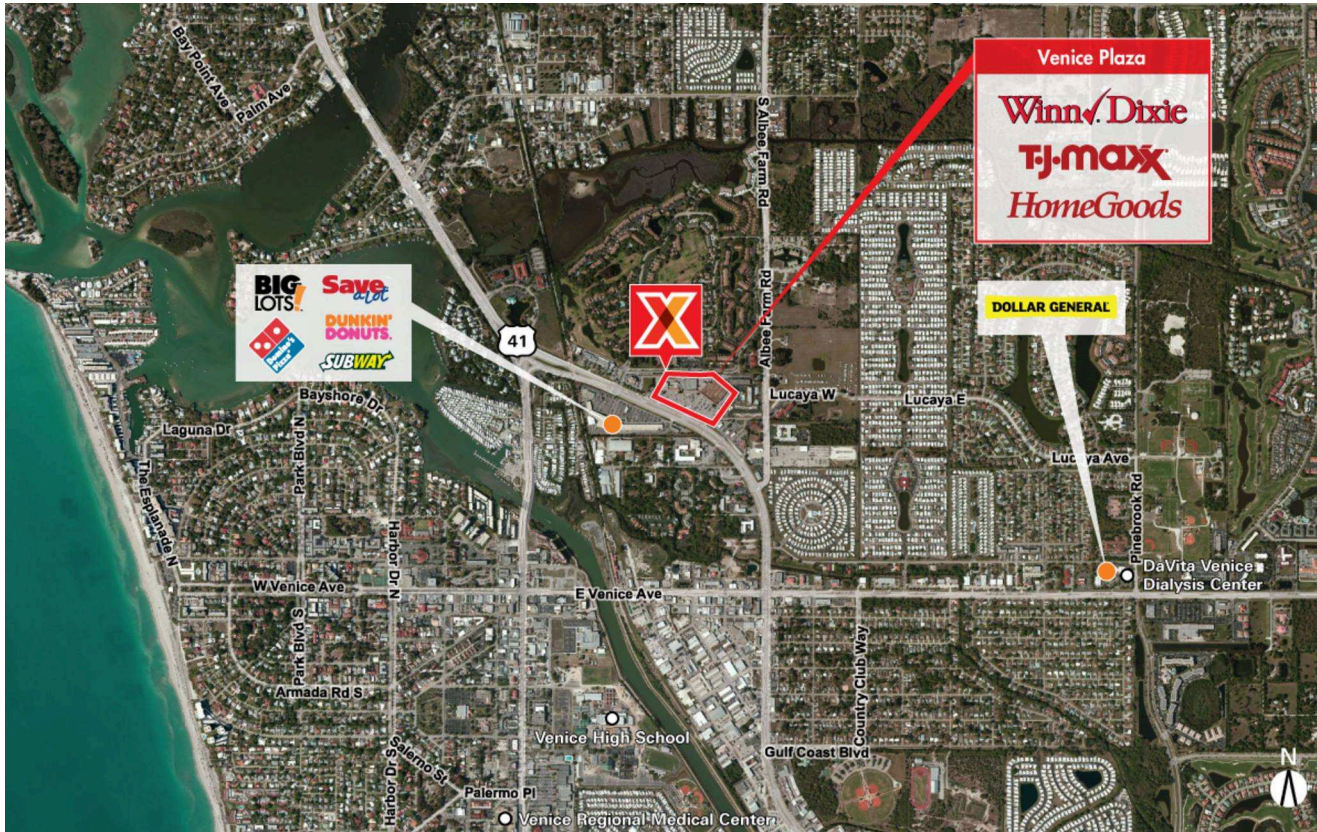 Bay Point Ave
Palm Ave
S Albee Farm Rd
Venice Plaza
Winn Dixie
T·J·maxx
HomeGoods
BIG
LOTS!
Save
a lot
Domino's
Pizza
DUNKIN'
DONUTS.
SUBWAY
41
X
Albee Farm Rd
DOLLAR GENERAL
Lucaya W
Lucaya E
Lucaya Ave
Bayshore Dr
Laguna Dr
Park Blvd N
The Esplanade N
Harbor Dr N
Pinebrook Rd
DaVita Venice
Dialysis Center
W Venice Ave
E Venice Ave
Park Blvd S
Armada Rd S
Country Club Way
Venice High School
Gulf Coast Blvd
Salerno St
Harbor Dr S
Palermo Pl
Venice Regional Medical Center
N